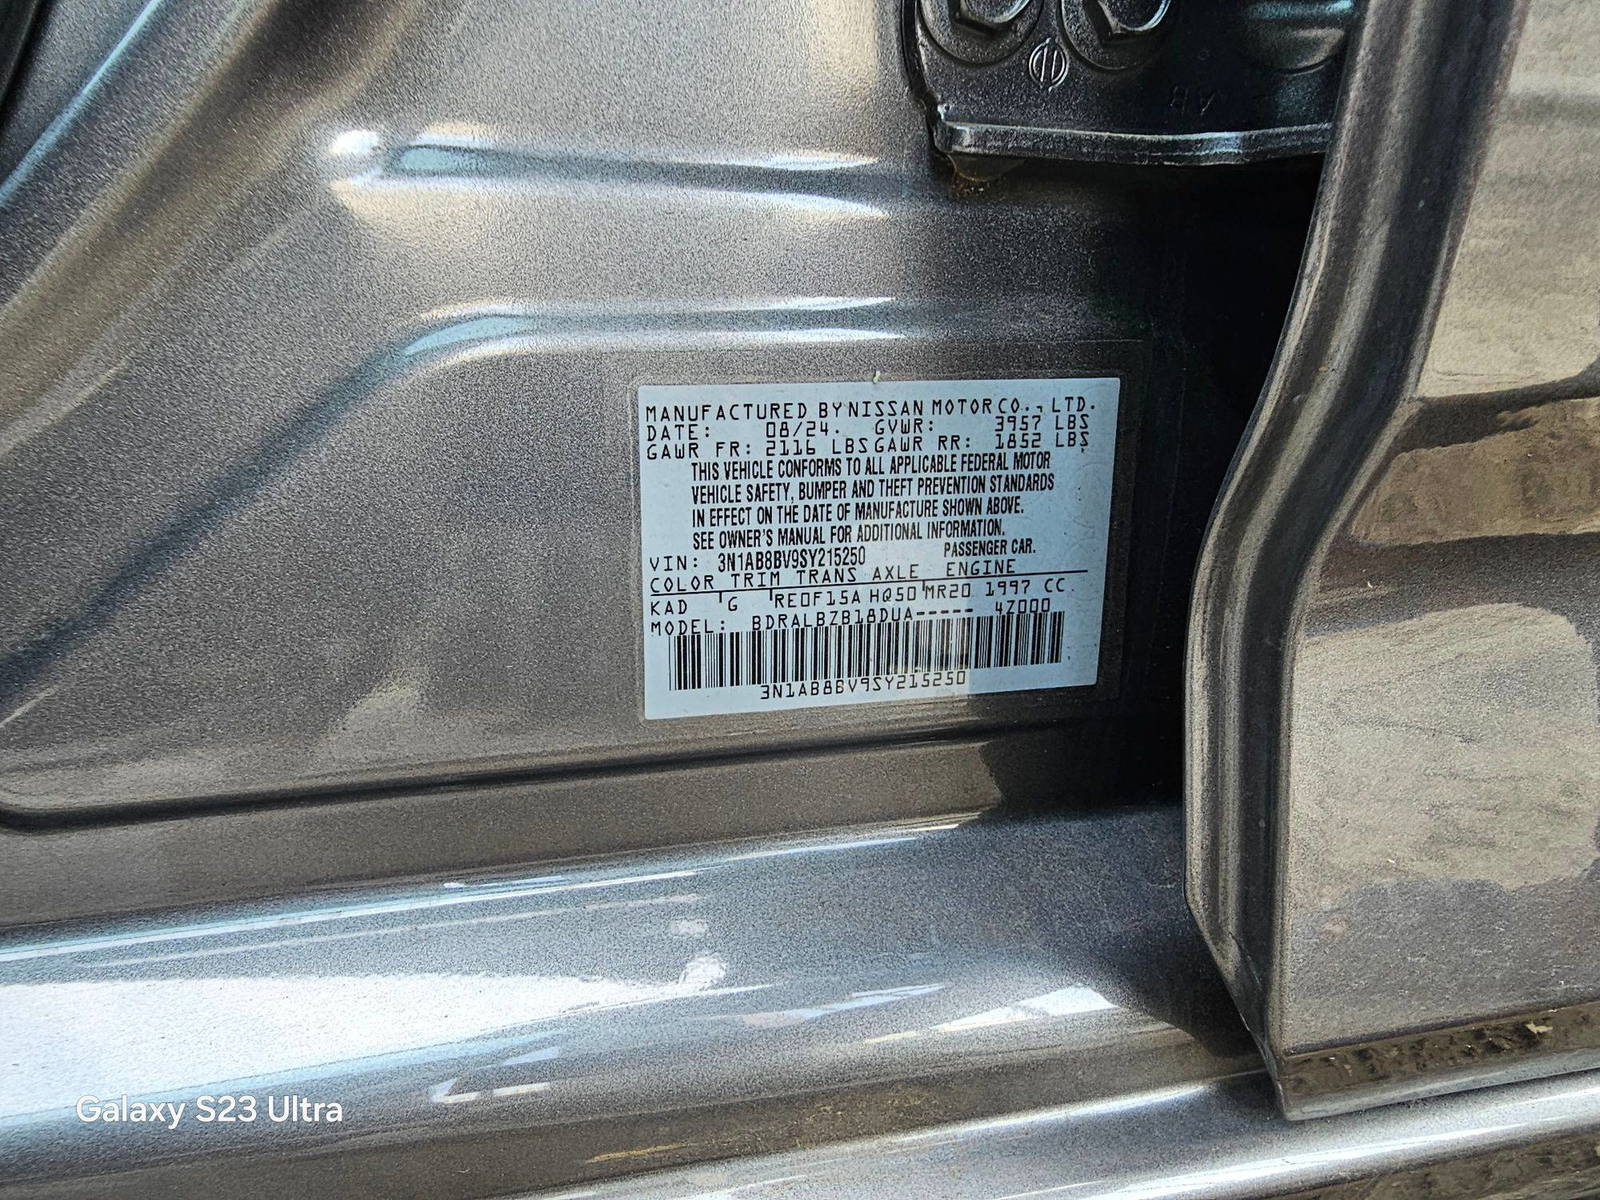 MANUFACTURED BY NISSAN MOTOR CO., LTD.
DATE: 08/24. GVWR: 3957 LBS
GAWR FR: 2116 LBS GAWR RR: 1852 LBS
THIS VEHICLE CONFORMS TO ALL APPLICABLE FEDERAL MOTOR
VEHICLE SAFETY, BUMPER AND THEFT PREVENTION STANDARDS
IN EFFECT ON THE DATE OF MANUFACTURE SHOWN ABOVE.
SEE OWNER'S MANUAL FOR ADDITIONAL INFORMATION.
VIN: 3N1AB8BV9SY215250 PASSENGER CAR.
COLOR TRIM TRANS AXLE ENGINE
KAD G RE0F15A HQ50 MR20 1997 CC
MODEL: BDRALBZB18DUA----- 4Z000
3N1AB8BV9SY215250
Galaxy S23 Ultra